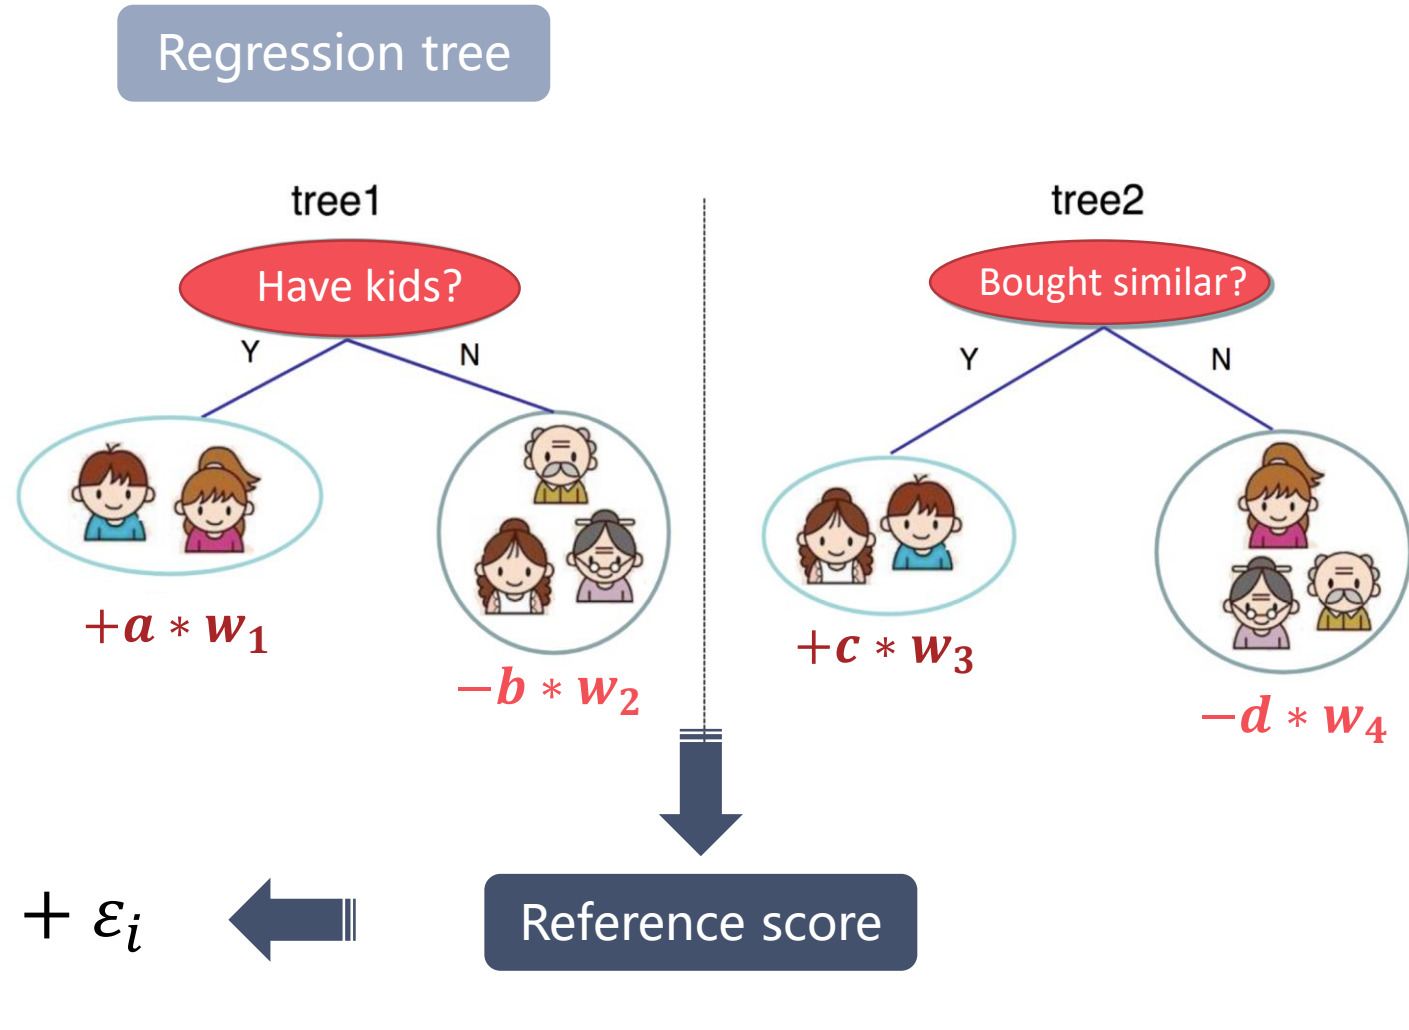 Regression tree
tree1
Have kids?
Y
N
+a ∗ w₁
−b ∗ w₂
tree2
Bought similar?
Y
N
+c ∗ w₃
−d ∗ w₄
Reference score
+ εᵢ